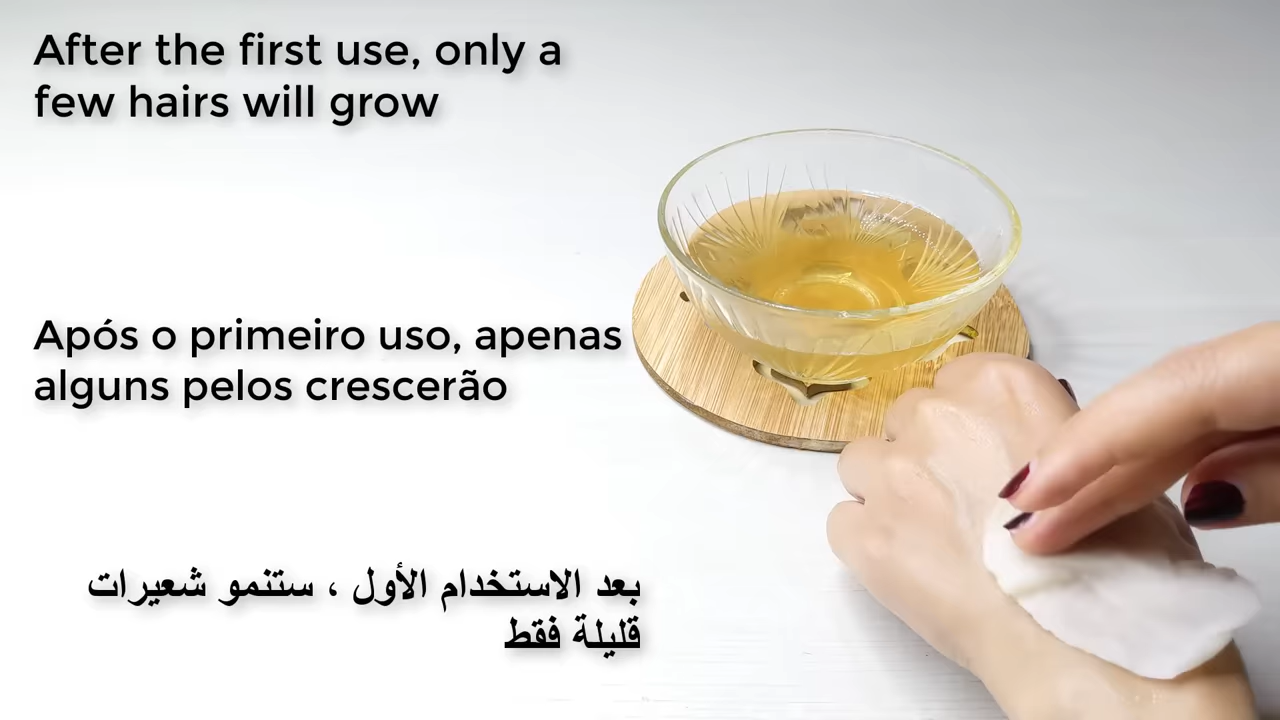 After the first use, only a
few hairs will grow
Após o primeiro uso, apenas
alguns pelos crescerão
بعد الاستخدام الأول ، ستنمو شعيرات
قليلة فقط